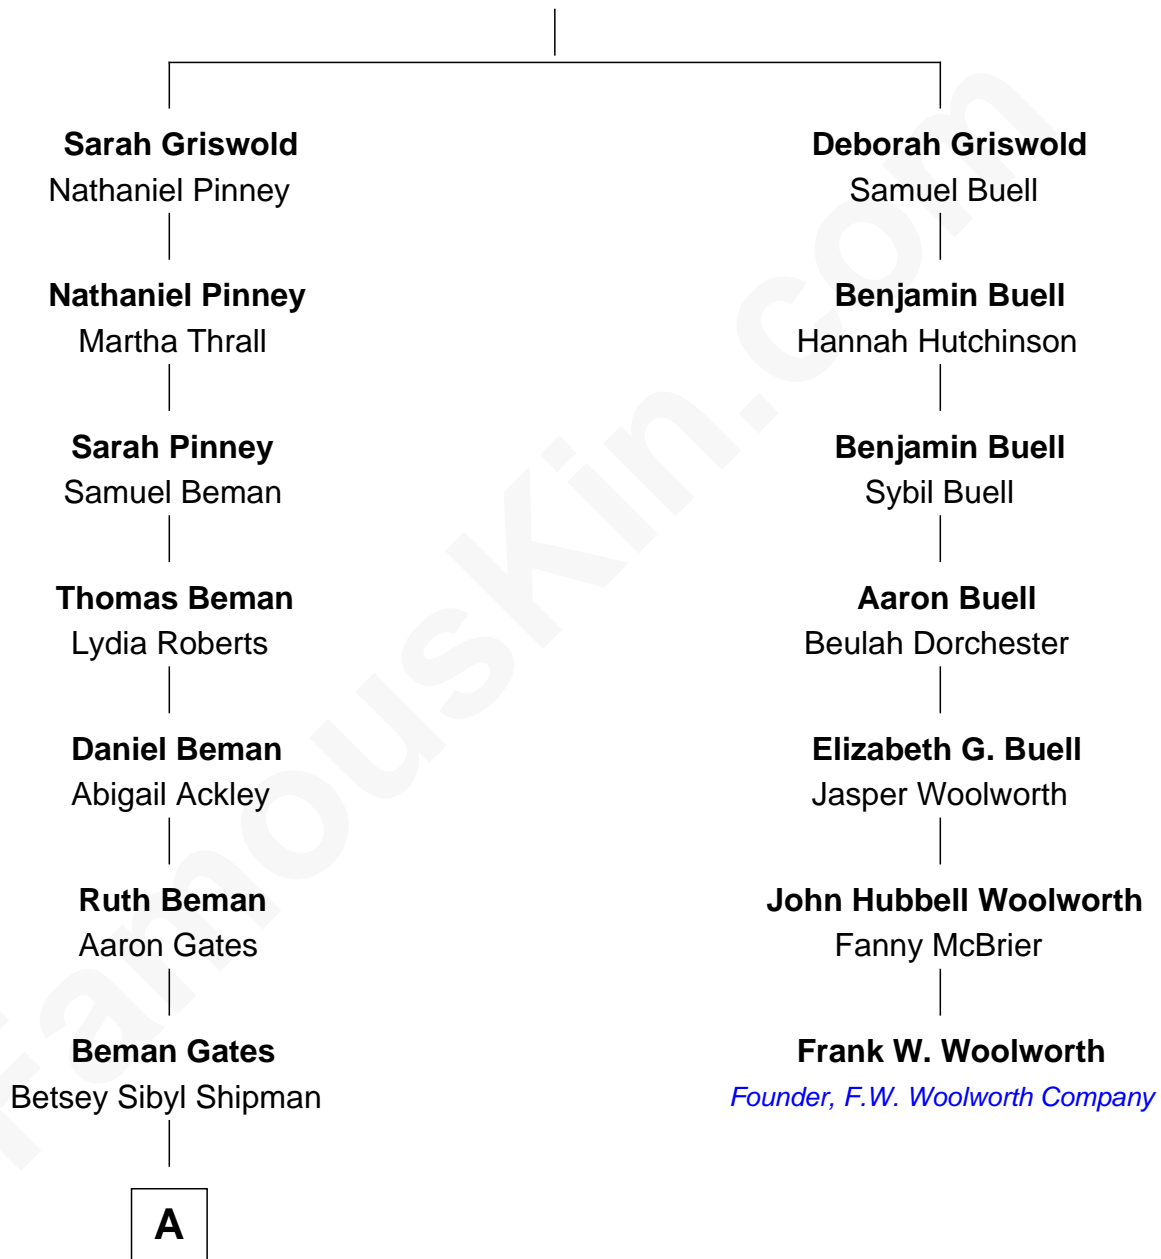 Sarah Griswold
Nathaniel Pinney
Nathaniel Pinney
Martha Thrall
Sarah Pinney
Samuel Beman
Thomas Beman
Lydia Roberts
Daniel Beman
Abigail Ackley
Ruth Beman
Aaron Gates
Beman Gates
Betsey Sibyl Shipman
A
Deborah Griswold
Samuel Buell
Benjamin Buell
Hannah Hutchinson
Benjamin Buell
Sybil Buell
Aaron Buell
Beulah Dorchester
Elizabeth G. Buell
Jasper Woolworth
John Hubbell Woolworth
Fanny McBrier
Frank W. Woolworth
Founder, F.W. Woolworth Company
FamousKin.com